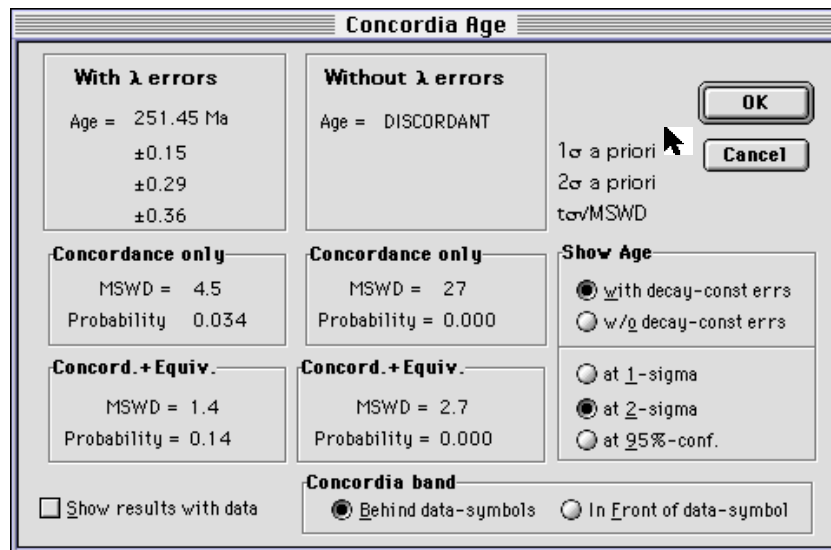 Concordia Age
With λ errors
Age = 251.45 Ma
±0.15
±0.29
±0.36
Without λ errors
Age = DISCORDANT
1σ a priori
2σ a priori
tσ√MSWD
OK
Cancel
Concordance only
MSWD = 4.5
Probability 0.034
Concordance only
MSWD = 27
Probability = 0.000
Show Age
with decay-const errs
w/o decay-const errs
Concord.+Equiv.
MSWD = 1.4
Probability = 0.14
Concord.+Equiv.
MSWD = 2.7
Probability = 0.000
at 1-sigma
at 2-sigma
at 95%-conf.
Show results with data
Concordia band
Behind data-symbols
In Front of data-symbol